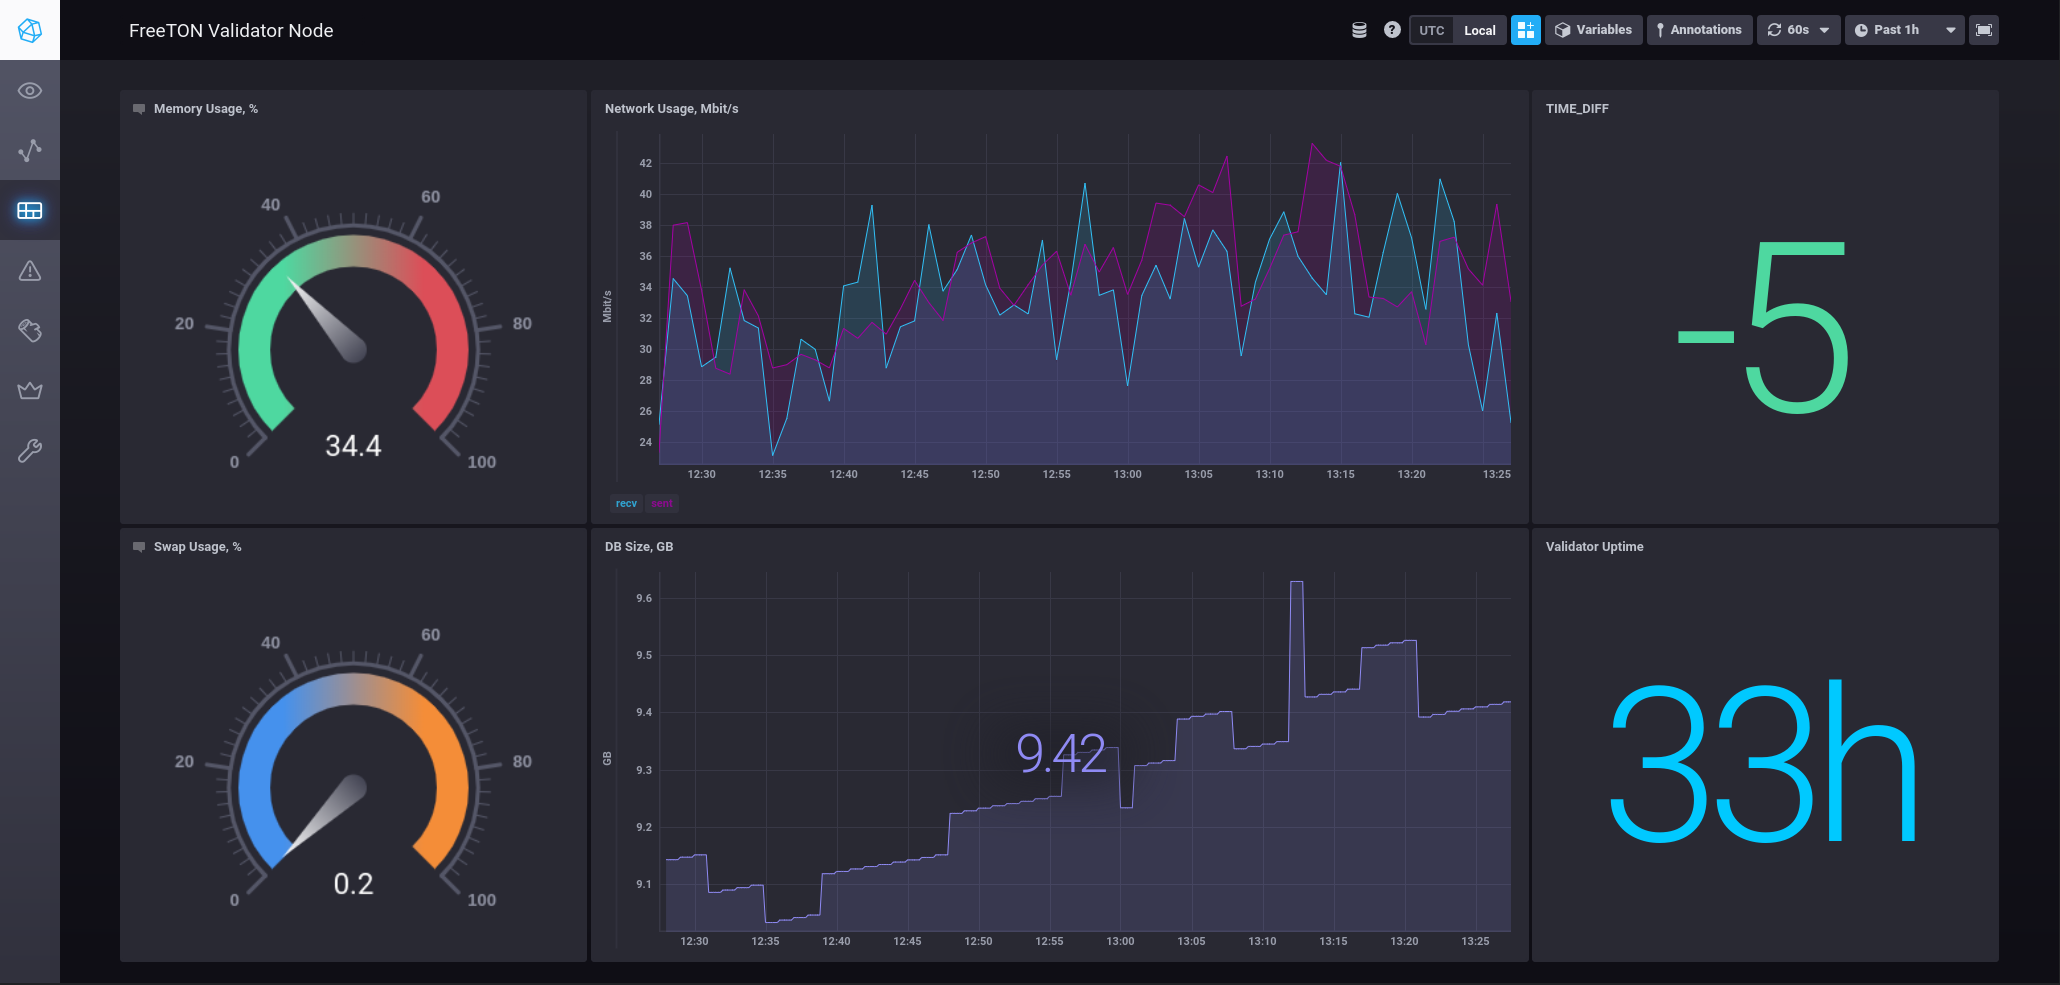 FreeTON Validator Node
UTC Local Variables Annotations 60s Past 1h
Memory Usage, %
0 20 40 60 80 100
34.4
Network Usage, Mbit/s
Mbit/s
42
40
38
36
34
32
30
28
26
24
12:30 12:35 12:40 12:45 12:50 12:55 13:00 13:05 13:10 13:15 13:20 13:25
recv sent
TIME_DIFF
-5
Swap Usage, %
0 20 40 60 80 100
0.2
DB Size, GB
GB
9.6
9.5
9.4
9.3
9.2
9.1
9.42
12:30 12:35 12:40 12:45 12:50 12:55 13:00 13:05 13:10 13:15 13:20 13:25
Validator Uptime
33h